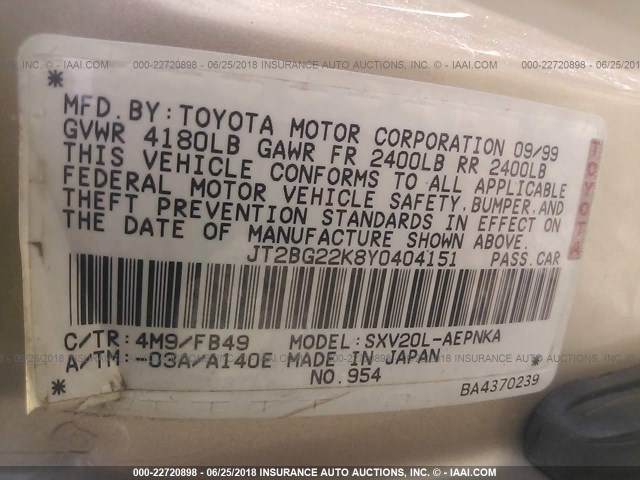 000-22720898 - 06/25/2018 - INSURANCE AUTO AUCTIONS, INC. - © IAAI.COM
MFD. BY: TOYOTA MOTOR CORPORATION 09/99
GVWR 4180LB GAWR FR 2400LB RR 2400LB
THIS VEHICLE CONFORMS TO ALL APPLICABLE
FEDERAL MOTOR VEHICLE SAFETY, BUMPER, AND
THEFT PREVENTION STANDARDS IN EFFECT ON
THE DATE OF MANUFACTURE SHOWN ABOVE.
TOYOTA
JT2BG22K8Y0404151 PASS. CAR
C/TR: 4M9/FB49 MODEL: SXV20L-AEPNKA
A/TM: -03A/A140E MADE IN JAPAN
NO. 954
BA4370239
000-22720898 - 06/25/2018 - INSURANCE AUTO AUCTIONS, INC. - © IAAI.COM